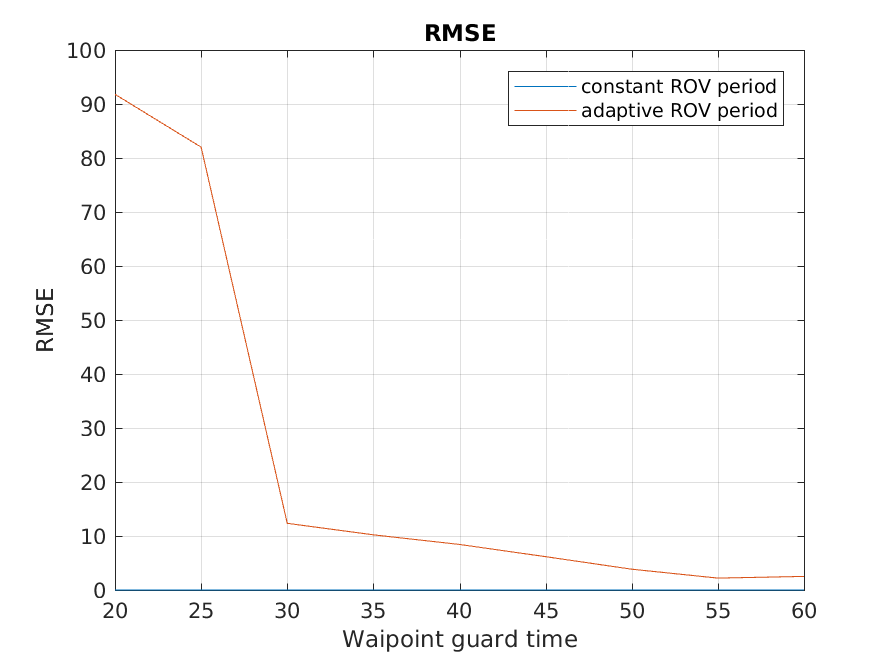 RMSE
100
90
80
70
60
50
40
30
20
10
0
RMSE
constant ROV period
adaptive ROV period
20 25 30 35 40 45 50 55 60
Waipoint guard time